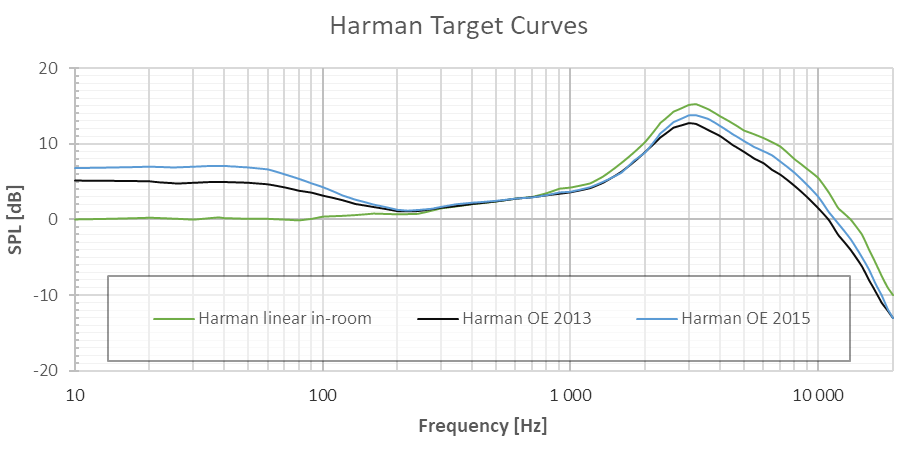 Harman Target Curves
20
10
0
-10
-20
SPL [dB]
Harman linear in-room Harman OE 2013 Harman OE 2015
10 100 1 000 10 000
Frequency [Hz]